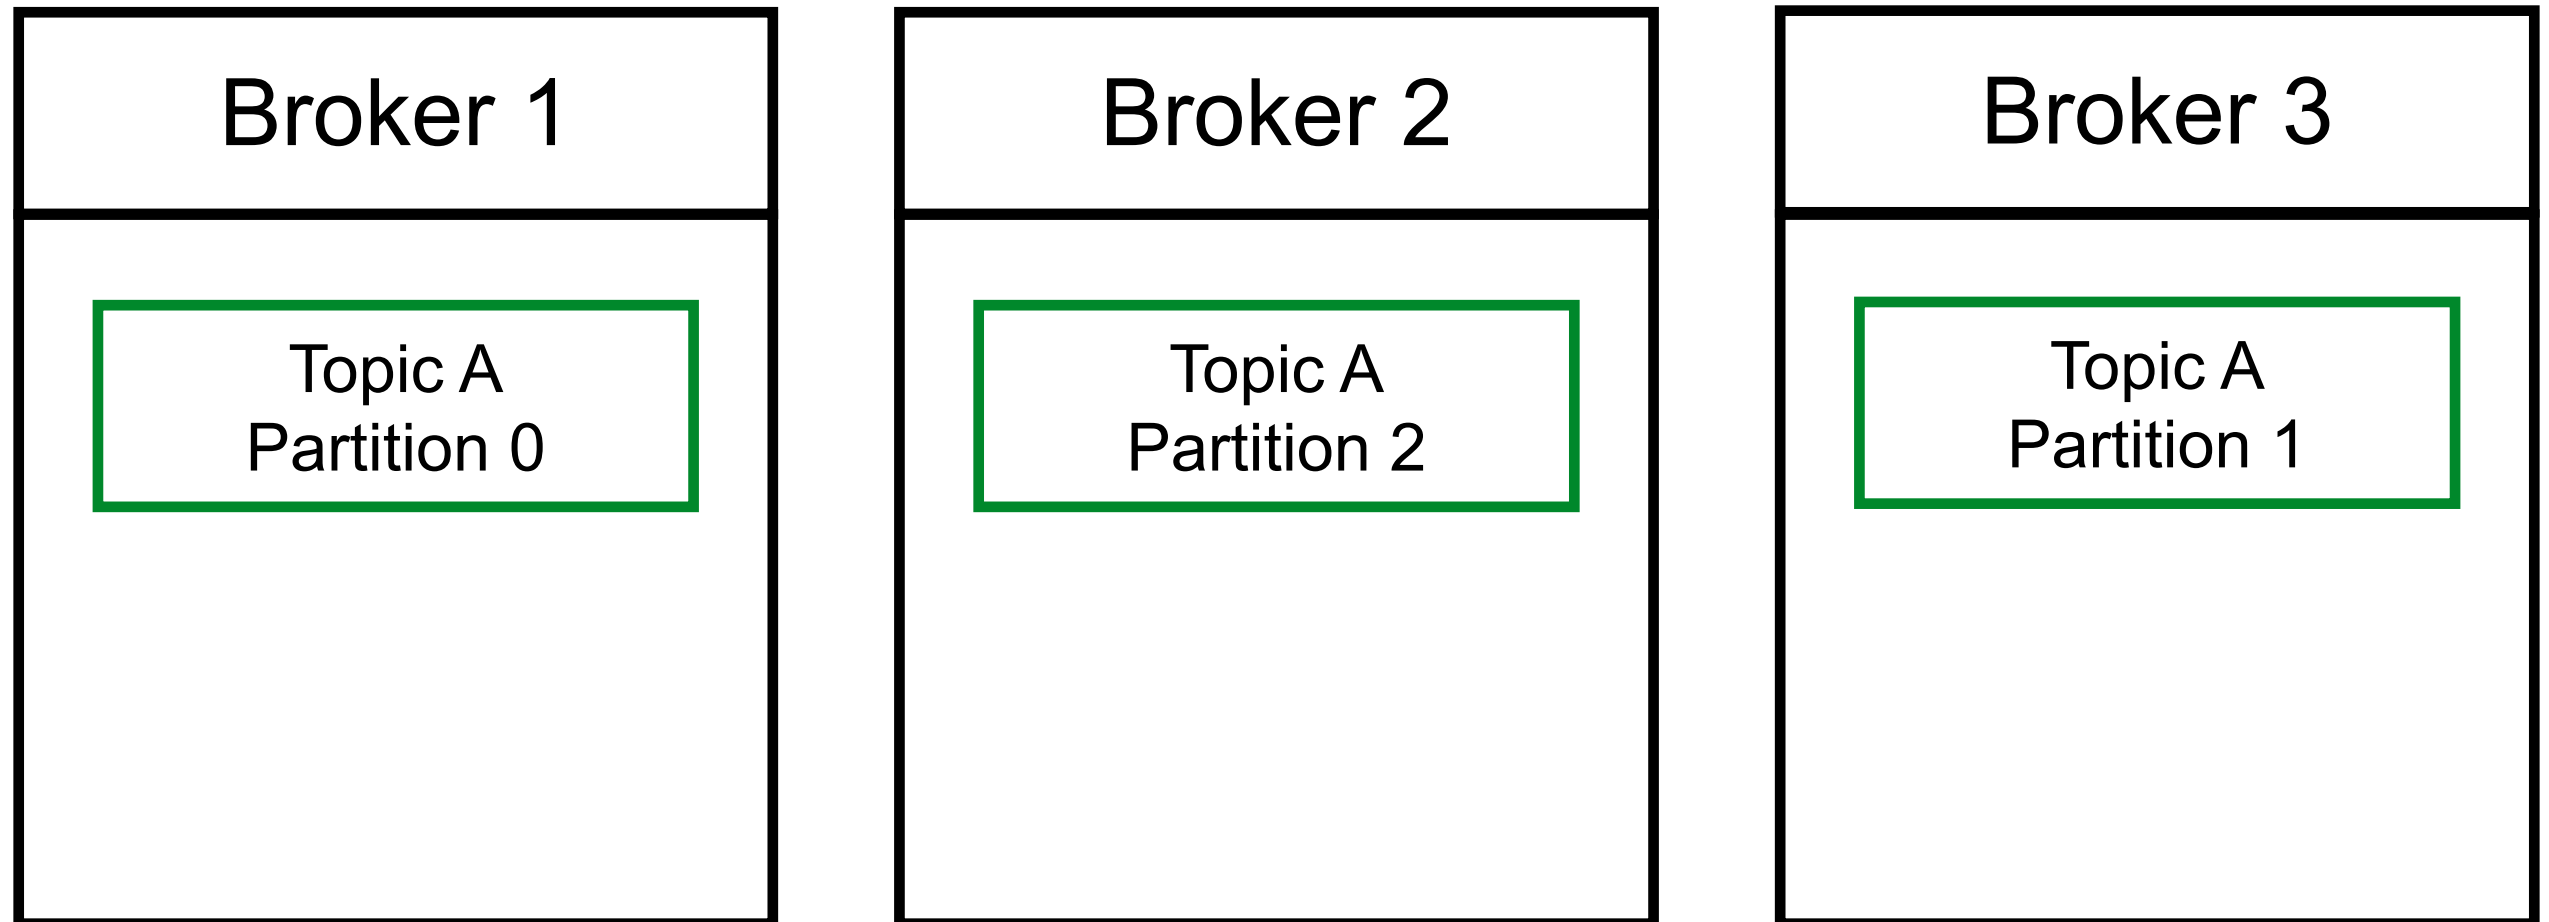 Broker 1
Topic A
Partition 0
Broker 2
Topic A
Partition 2
Broker 3
Topic A
Partition 1